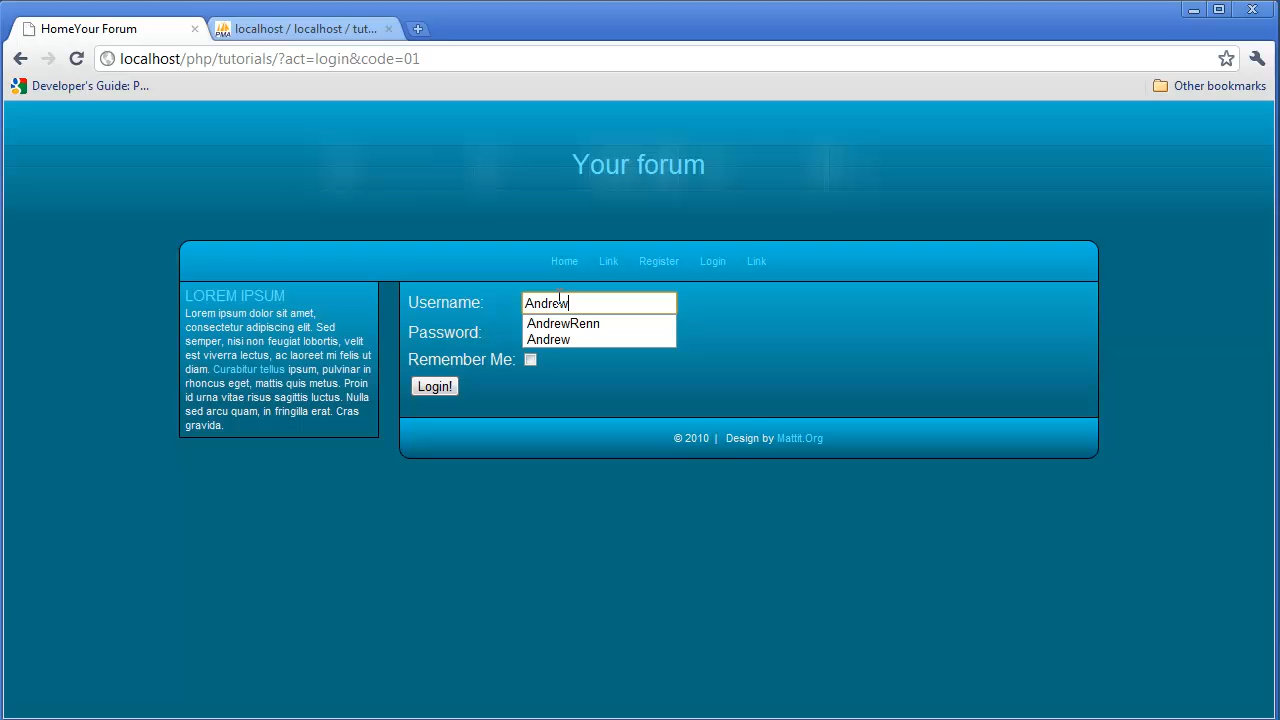 HomeYour Forum
PMA
localhost / localhost / tut...
localhost/php/tutorials/?act=login&code=01
Developer's Guide: P...
Other bookmarks
Your forum
Home Link Register Login Link
LOREM IPSUM
Lorem ipsum dolor sit amet,
consectetur adipiscing elit. Sed
semper, nisi non feugiat lobortis, velit
est viverra lectus, ac laoreet mi felis ut
diam. Curabitur tellus ipsum, pulvinar in
rhoncus eget, mattis quis metus. Proin
id urna vitae risus sagittis luctus. Nulla
sed arcu quam, in fringilla erat. Cras
gravida.
Username: Andrew
AndrewRenn
Andrew
Password:
Remember Me:
Login!
© 2010 | Design by Mattit.Org